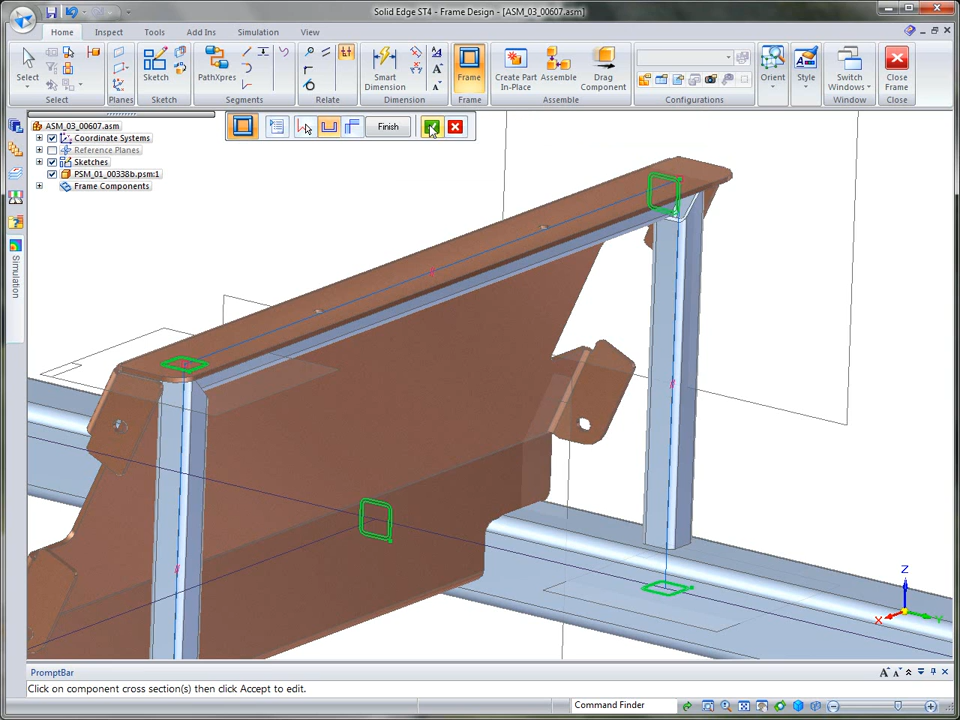 Solid Edge ST4 - Frame Design - [ASM_03_00607.asm]
Home Inspect Tools Add Ins Simulation View
Select
Sketch
PathXpres
Smart Dimension
Frame
Create Part In-Place
Assemble
Drag Component
Orient
Style
Switch Windows
Close Frame
Select Planes Sketch Segments Relate Dimension Frame Assemble Configurations Window Close
Finish
ASM_03_00607.asm
Coordinate Systems
Reference Planes
Sketches
PSM_01_00338b.psm:1
Frame Components
Simulation
Z
X
Y
PromptBar
Click on component cross section(s) then click Accept to edit.
Command Finder